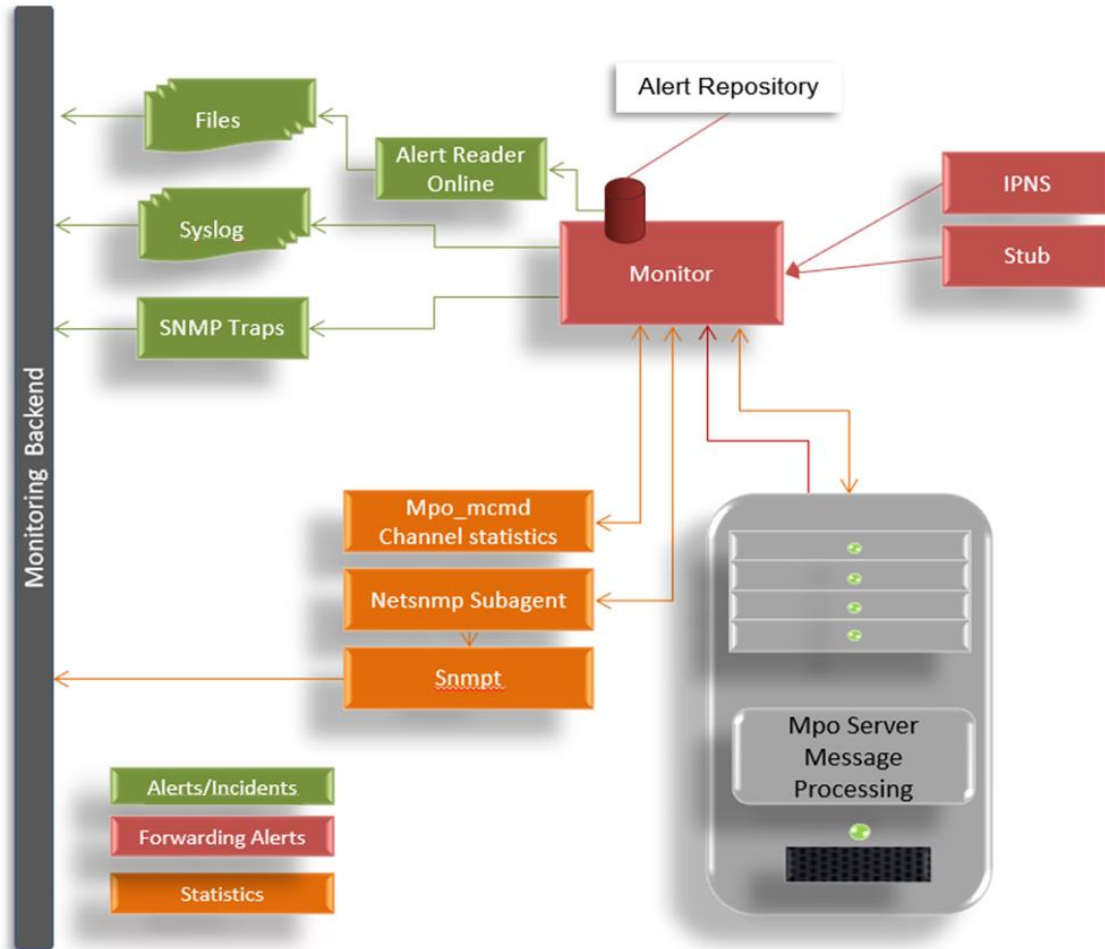 Alert Repository
Files
Alert Reader
Online
IPNS
Syslog
Stub
Monitor
SNMP Traps
Monitoring Backend
Mpo_mcmd
Channel statistics
Netsnmp Subagent
Snmpt
Mpo Server
Message
Processing
Alerts/Incidents
Forwarding Alerts
Statistics